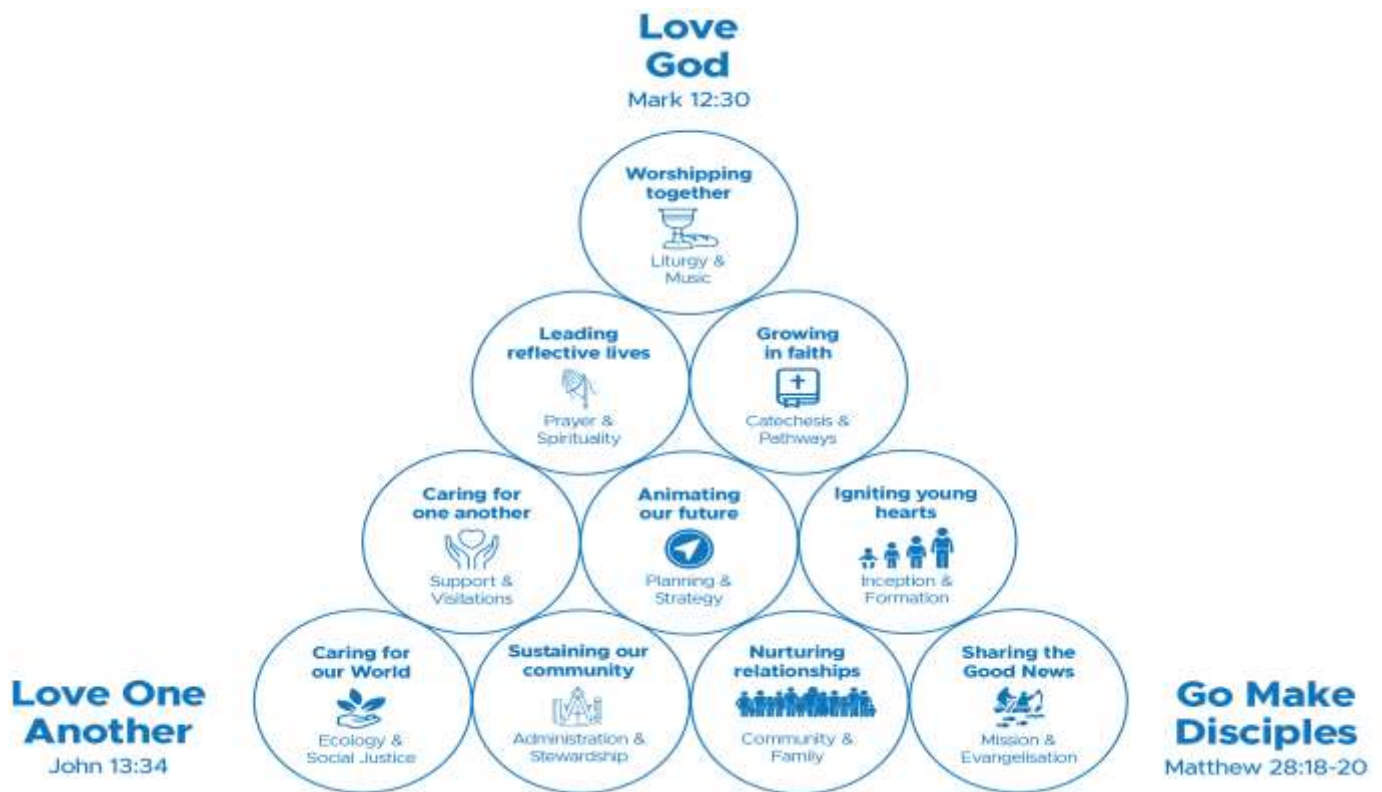 Love
God
Mark 12:30
Worshipping
together
Liturgy &
Music
Leading
reflective lives
Prayer &
Spirituality
Growing
in faith
Catechesis &
Pathways
Caring for
one another
Support &
Visitations
Animating
our future
Planning &
Strategy
Igniting young
hearts
Inception &
Formation
Caring for
our World
Ecology &
Social Justice
Sustaining our
community
Administration &
Stewardship
Nurturing
relationships
Community &
Family
Sharing the
Good News
Mission &
Evangelisation
Love One
Another
John 13:34
Go Make
Disciples
Matthew 28:18-20